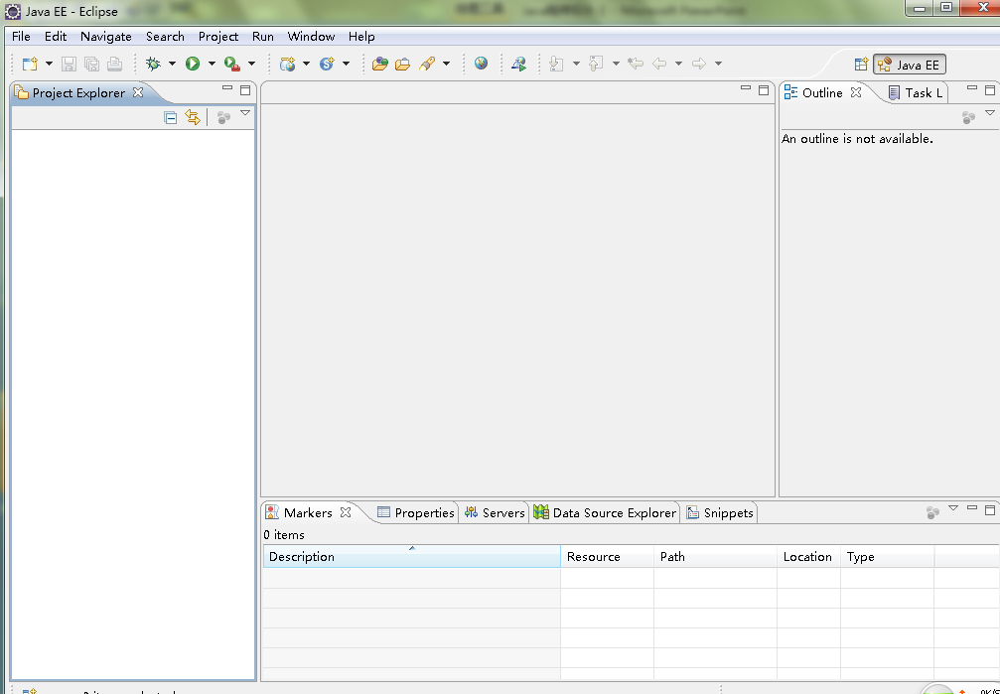 Java EE - Eclipse
File Edit Navigate Search Project Run Window Help
Java EE
Project Explorer
Outline Task L
An outline is not available.
Markers Properties Servers Data Source Explorer Snippets
0 items
Description Resource Path Location Type